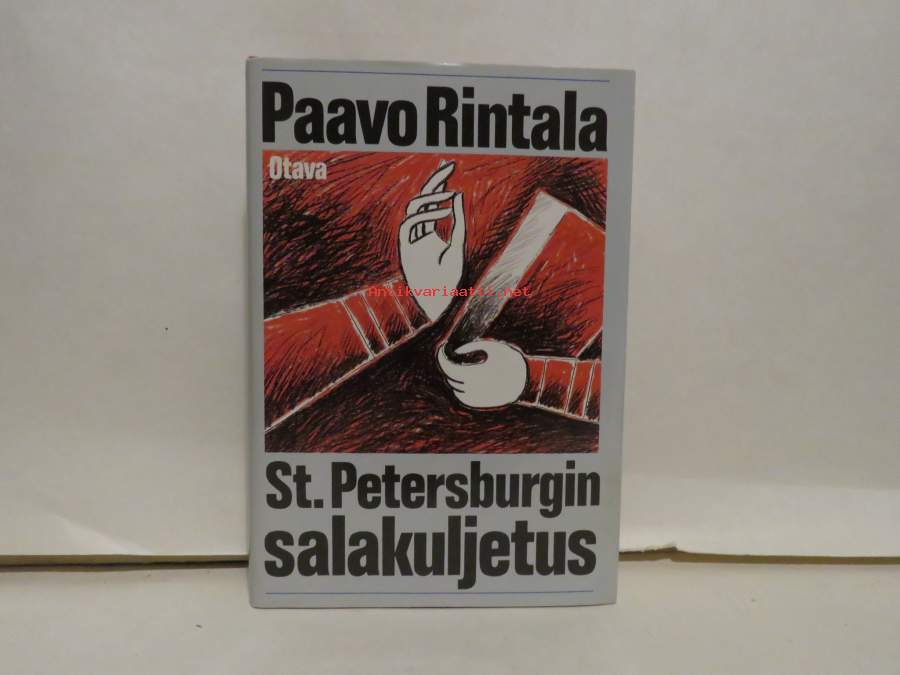 Paavo Rintala
Otava
Antikvariaatti.net
St. Petersburgin
salakuljetus